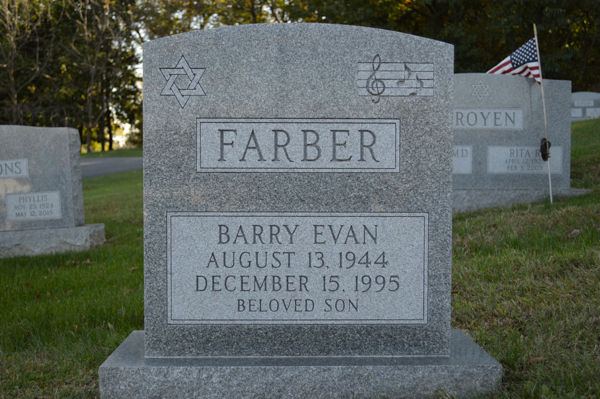 FARBER
BARRY EVAN
AUGUST 13, 1944
DECEMBER 15, 1995
BELOVED SON
PHYLLIS
ROYEN
RITA